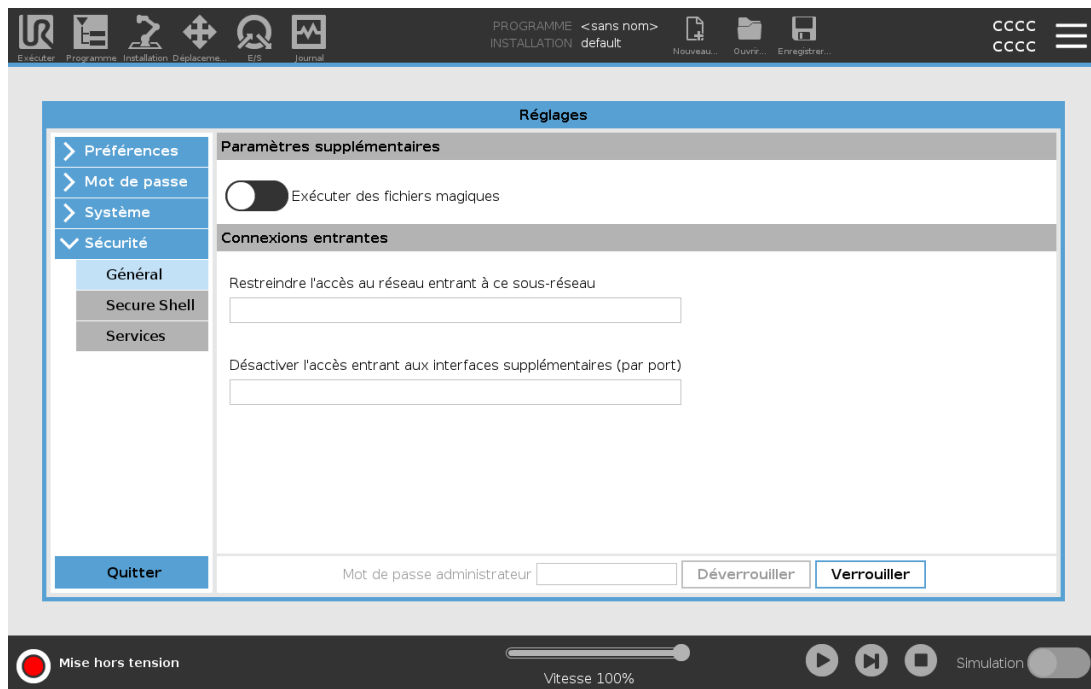 UR
PROGRAMME <sans nom>
INSTALLATION default
CCCC
CCCC
Exécuter Programme Installation Déplaceme... E/S Journal
Nouveau... Ouvrir... Enregistrer...
Réglages
Préférences
Mot de passe
Système
Sécurité
Général
Secure Shell
Services
Quitter
Paramètres supplémentaires
Exécuter des fichiers magiques
Connexions entrantes
Restreindre l'accès au réseau entrant à ce sous-réseau
Désactiver l'accès entrant aux interfaces supplémentaires (par port)
Mot de passe administrateur Déverrouiller Verrouiller
Mise hors tension
Vitesse 100%
Simulation